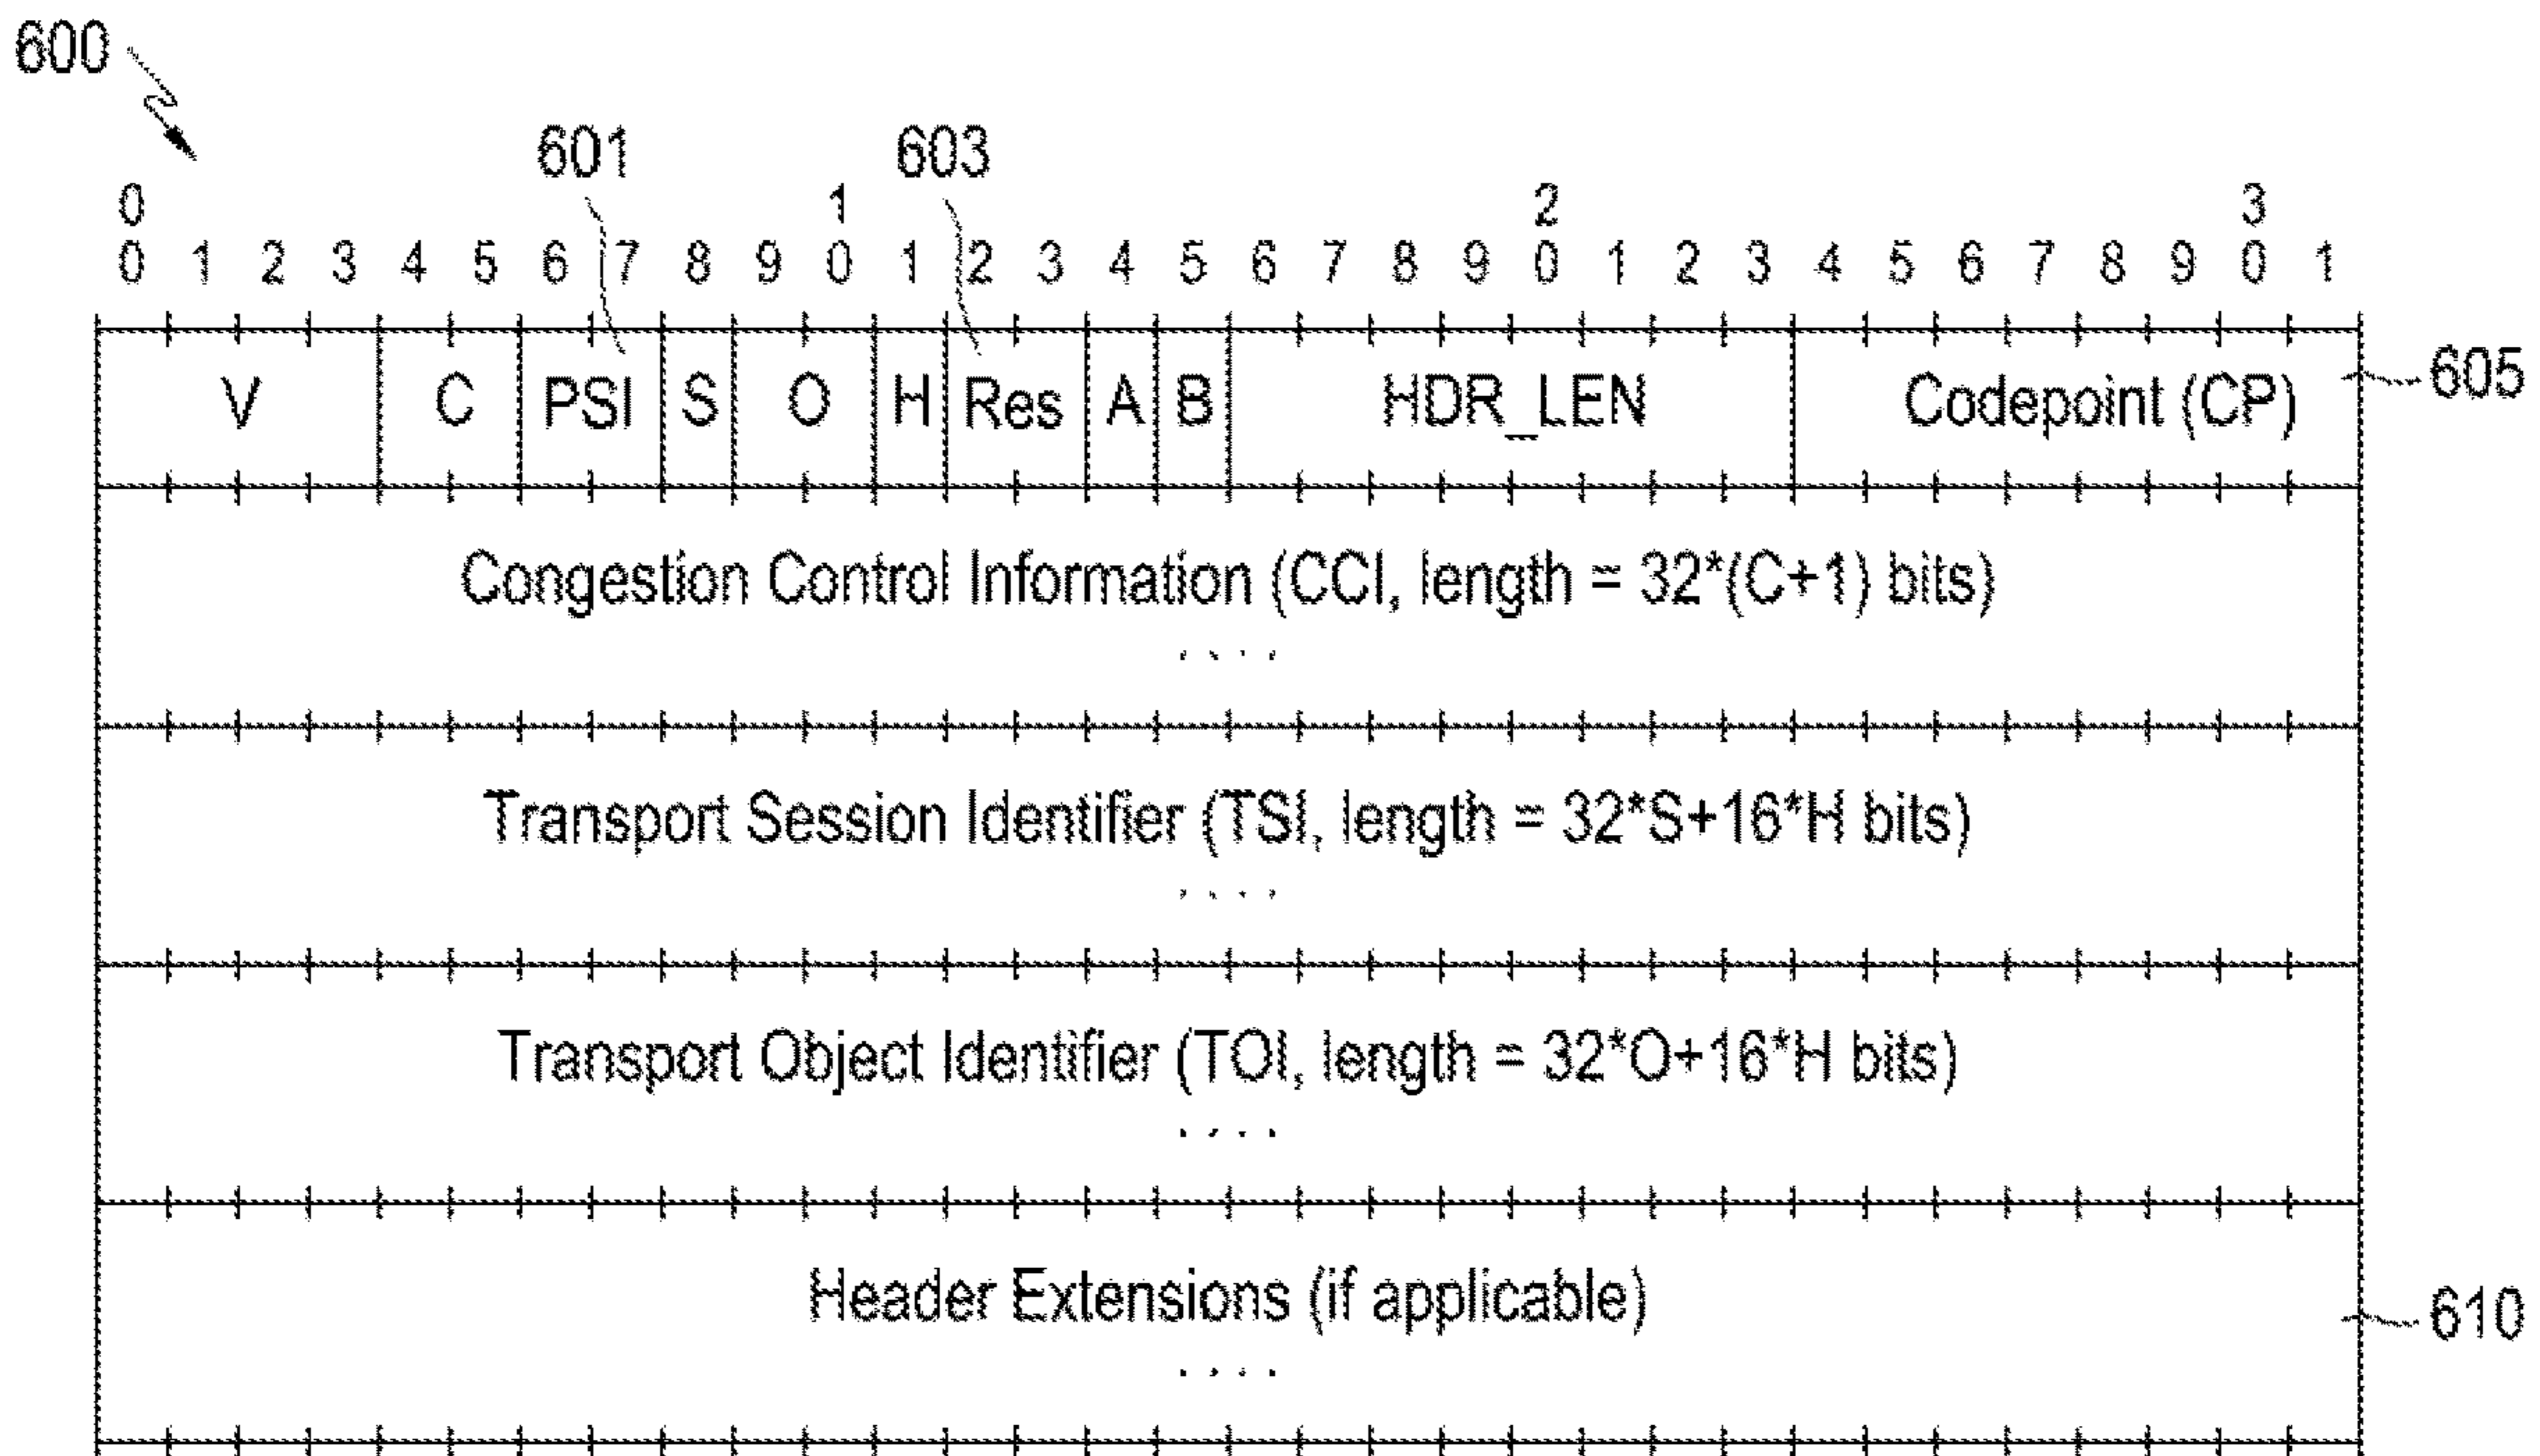 600
601 603
0 1 2 3
0 1 2 3 4 5 6 7 8 9 0 1 2 3 4 5 6 7 8 9 0 1 2 3 4 5 6 7 8 9 0 1
V C PSI S O H Res A B HDR_LEN Codepoint (CP) 605
Congestion Control Information (CCI, length = 32*(C+1) bits)
. . . .
Transport Session Identifier (TSI, length = 32*S+16*H bits)
. . . .
Transport Object Identifier (TOI, length = 32*O+16*H bits)
. . . .
Header Extensions (if applicable) 610
. . . .